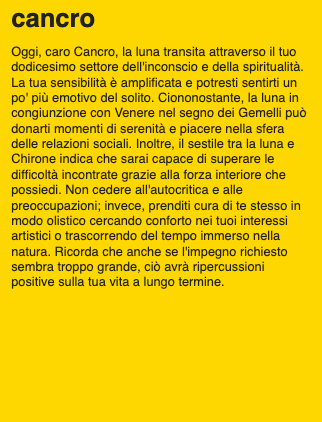 cancro
Oggi, caro Cancro, la luna transita attraverso il tuo
dodicesimo settore dell'inconscio e della spiritualità.
La tua sensibilità è amplificata e potresti sentirti un
po' più emotivo del solito. Ciononostante, la luna in
congiunzione con Venere nel segno dei Gemelli può
donarti momenti di serenità e piacere nella sfera
delle relazioni sociali. Inoltre, il sestile tra la luna e
Chirone indica che sarai capace di superare le
difficoltà incontrate grazie alla forza interiore che
possiedi. Non cedere all'autocritica e alle
preoccupazioni; invece, prenditi cura di te stesso in
modo olistico cercando conforto nei tuoi interessi
artistici o trascorrendo del tempo immerso nella
natura. Ricorda che anche se l'impegno richiesto
sembra troppo grande, ciò avrà ripercussioni
positive sulla tua vita a lungo termine.